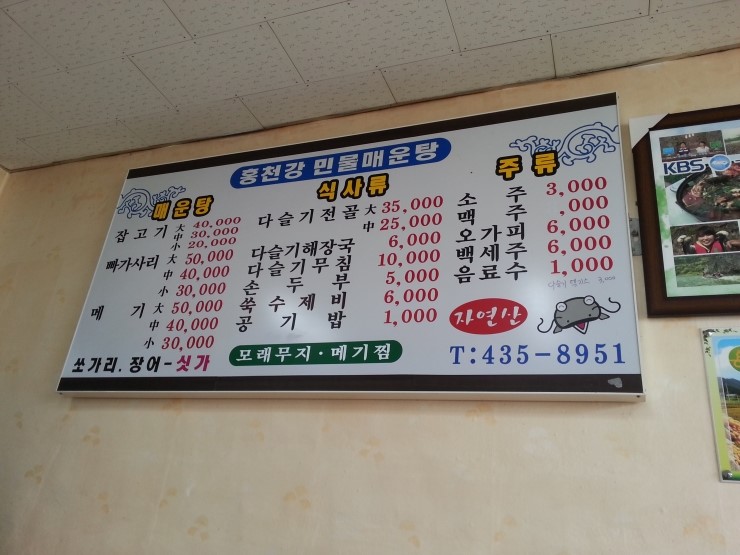 홍천강 민물매운탕
매운탕
잡고기 大 40,000
中 30,000
小 20,000
빠가사리 大 50,000
中 40,000
小 30,000
메기 大 50,000
中 40,000
小 30,000
쏘가리. 장어-싯가
식사류
다슬기전골 大 35,000
中 25,000
다슬기해장국 6,000
다슬기무침 10,000
손두부 5,000
쑥수제비 6,000
공기밥 1,000
모래무지·메기찜
주류
소주 3,000
맥주 ,000
오가피 6,000
백세주 6,000
음료수 1,000
자연산
T:435-8951
KBS